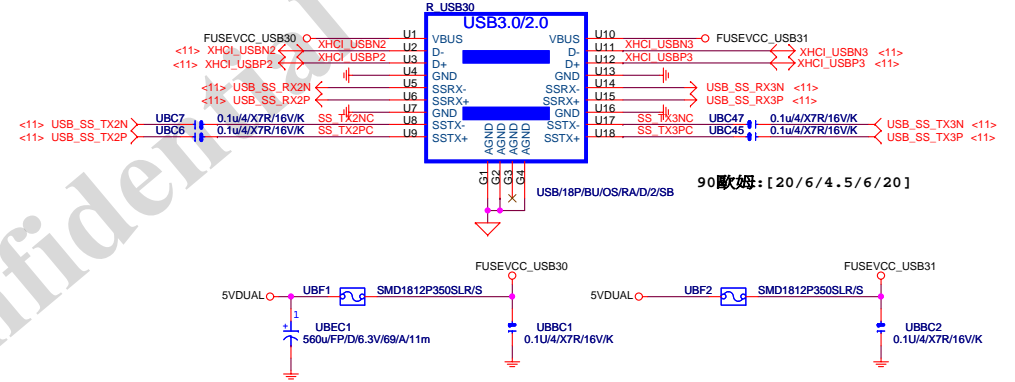 R_USB30
USB3.0/2.0
FUSEVCC_USB30 U1 VBUS VBUS U10 FUSEVCC_USB31
<11> XHCI_USBN2 XHCI_USBN2 U2 D- D- U11 XHCI_USBN3 XHCI_USBN3 <11>
<11> XHCI_USBP2 XHCI_USBP2 U3 D+ D+ U12 XHCI_USBP3 XHCI_USBP3 <11>
U4 GND GND U13
<11> USB_SS_RX2N U5 SSRX- SSRX- U14 USB_SS_RX3N <11>
<11> USB_SS_RX2P U6 SSRX+ SSRX+ U15 USB_SS_RX3P <11>
U7 GND GND U16
<11> USB_SS_TX2N UBC7 0.1u/4/X7R/16V/K SS_TX2NC U8 SSTX- SSTX- U17 SS_TX3NC UBC47 0.1u/4/X7R/16V/K USB_SS_TX3N <11>
<11> USB_SS_TX2P UBC6 0.1u/4/X7R/16V/K SS_TX2PC U9 SSTX+ SSTX+ U18 SS_TX3PC UBC45 0.1u/4/X7R/16V/K USB_SS_TX3P <11>
AGND AGND AGND AGND
G1 G2 G3 G4
USB/18P/BU/OS/RA/D/2/SB
90歐姆:[20/6/4.5/6/20]
FUSEVCC_USB30 FUSEVCC_USB31
5VDUAL UBF1 SMD1812P350SLR/S 5VDUAL UBF2 SMD1812P350SLR/S
1
+ UBEC1 UBBC1 UBBC2
560u/FP/D/6.3V/69/A/11m 0.1U/4/X7R/16V/K 0.1U/4/X7R/16V/K
fidential